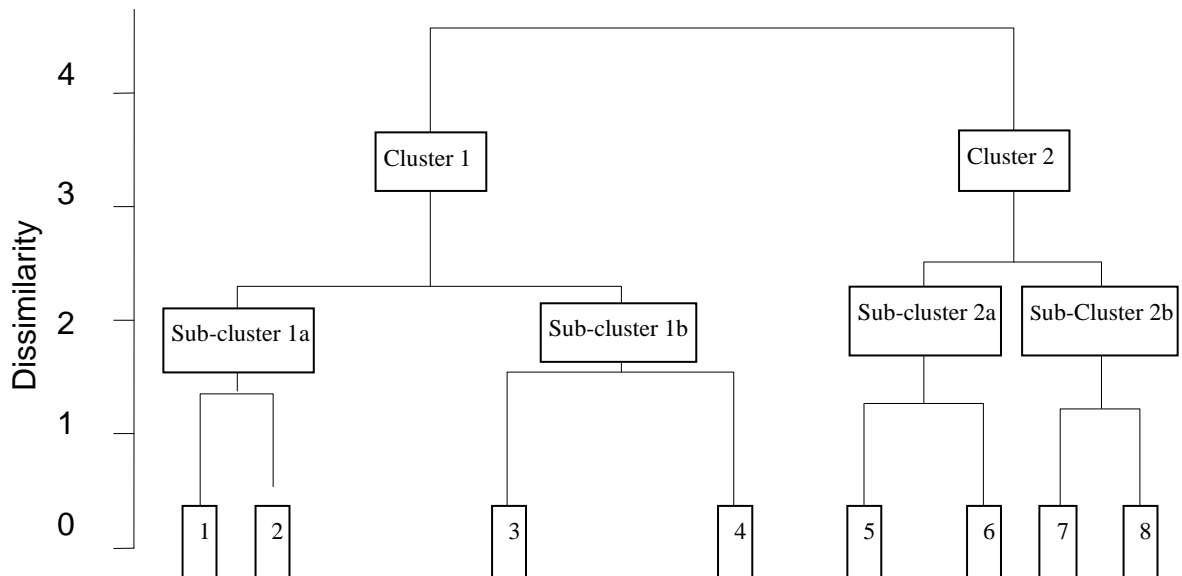 4
Cluster 1
Cluster 2
3
Dissimilarity
Sub-cluster 2a
Sub-Cluster 2b
2
Sub-cluster 1a
Sub-cluster 1b
1
0
1
2
3
4
5
6
7
8